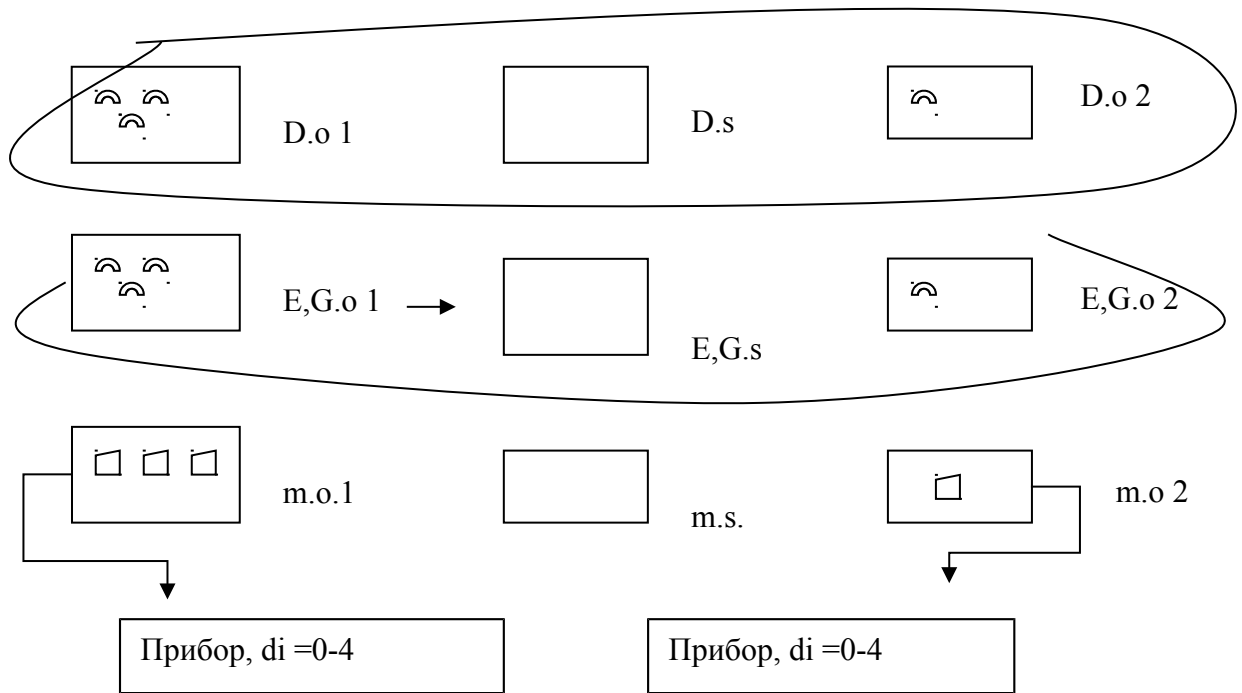 D.o 1
D.s
D.o 2
E,G.o 1
E,G.s
E,G.o 2
m.o.1
m.s.
m.o 2
Прибор, di =0-4
Прибор, di =0-4